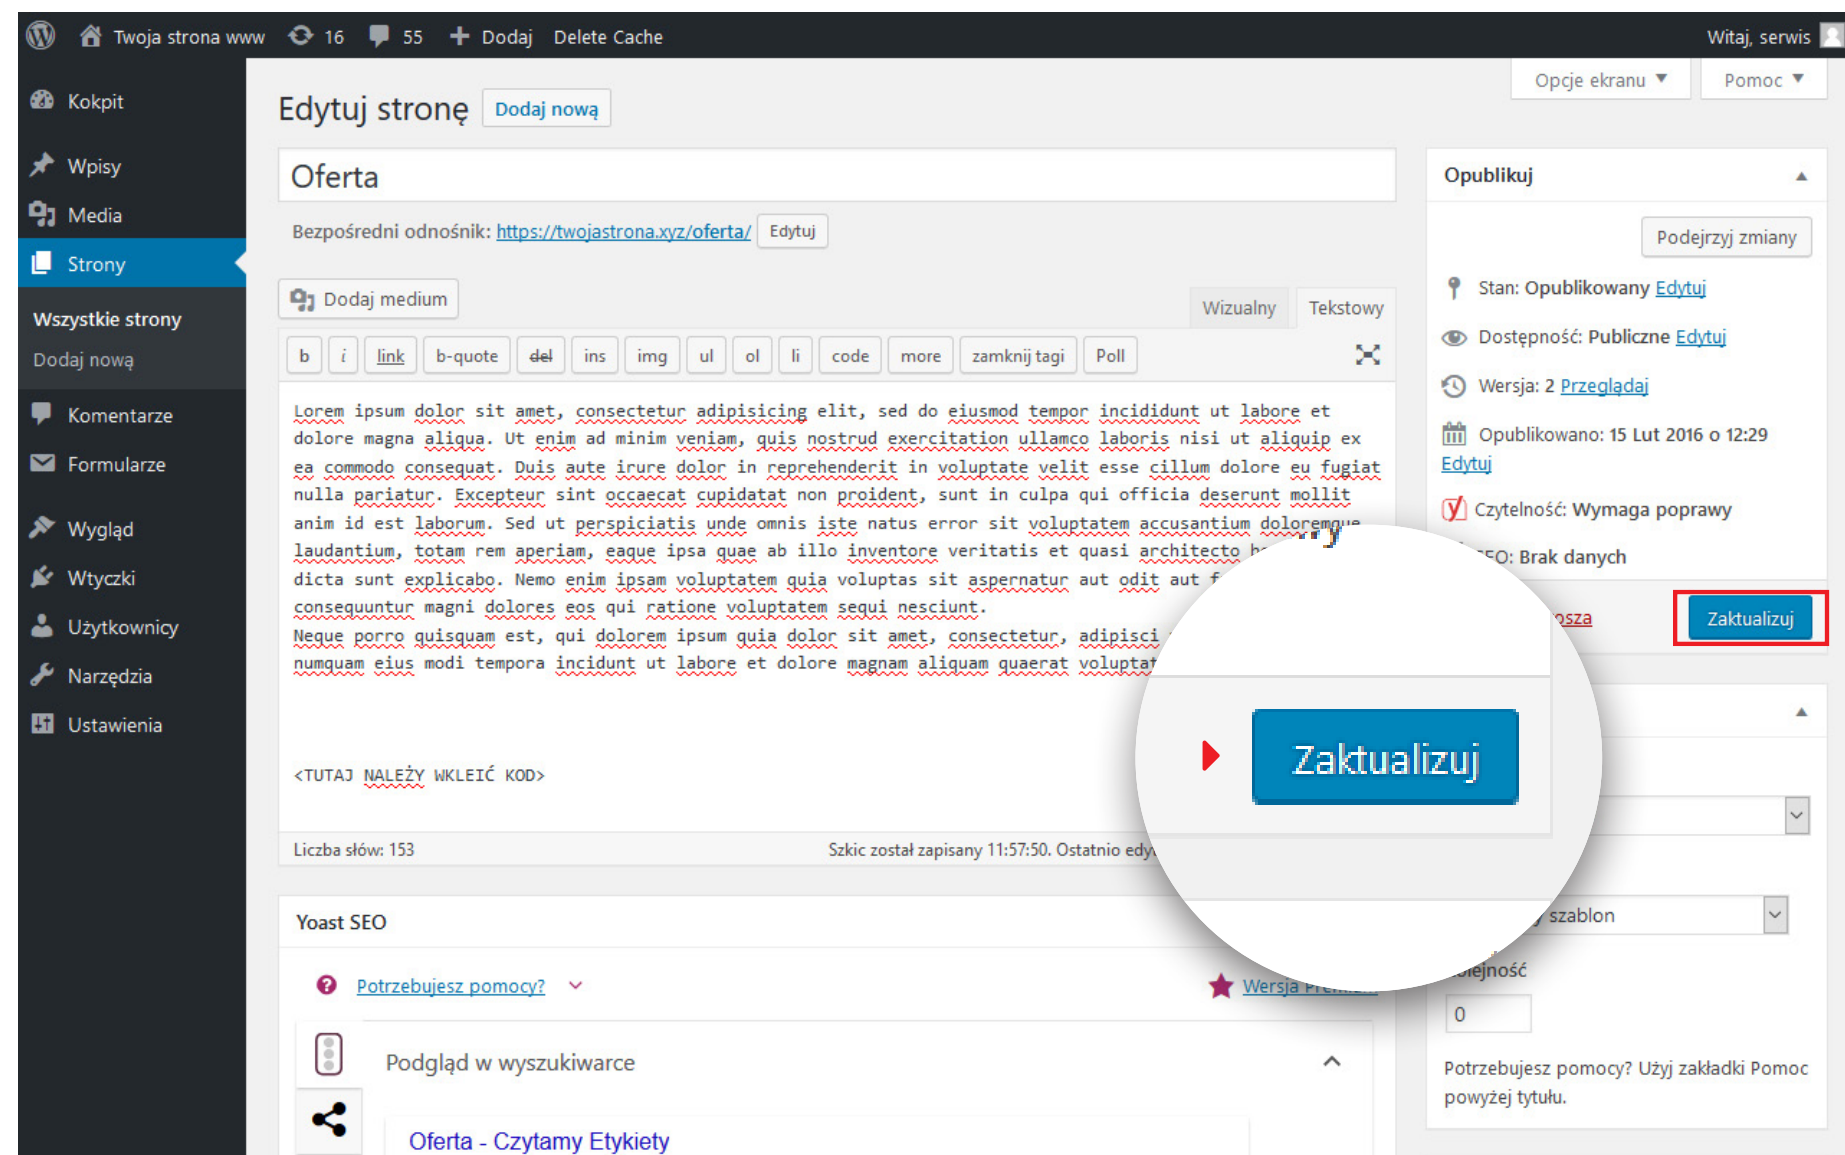 Twoja strona www 16 55 Dodaj Delete Cache Witaj, serwis
Opcje ekranu Pomoc
Kokpit
Wpisy
Media
Strony
Wszystkie strony
Dodaj nową
Komentarze
Formularze
Wygląd
Wtyczki
Użytkownicy
Narzędzia
Ustawienia
Edytuj stronę Dodaj nową
Oferta
Bezpośredni odnośnik: https://twojastrona.xyz/oferta/ Edytuj
Dodaj medium
Wizualny Tekstowy
b i link b-quote del ins img ul ol li code more zamknij tagi Poll
Lorem ipsum dolor sit amet, consectetur adipisicing elit, sed do eiusmod tempor incididunt ut labore et
dolore magna aliqua. Ut enim ad minim veniam, quis nostrud exercitation ullamco laboris nisi ut aliquip ex
ea commodo consequat. Duis aute irure dolor in reprehenderit in voluptate velit esse cillum dolore eu fugiat
nulla pariatur. Excepteur sint occaecat cupidatat non proident, sunt in culpa qui officia deserunt mollit
anim id est laborum. Sed ut perspiciatis unde omnis iste natus error sit voluptatem accusantium doloremque
laudantium, totam rem aperiam, eaque ipsa quae ab illo inventore veritatis et quasi architecto
dicta sunt explicabo. Nemo enim ipsam voluptatem quia voluptas sit aspernatur aut odit aut
consequuntur magni dolores eos qui ratione voluptatem sequi nesciunt.
Neque porro quisquam est, qui dolorem ipsum quia dolor sit amet, consectetur, adipisci
numquam eius modi tempora incidunt ut labore et dolore magnam aliquam quaerat voluptat
<TUTAJ NALEŻY WKLEIĆ KOD>
Liczba słów: 153 Szkic został zapisany 11:57:50. Ostatnio edy
Yoast SEO
Potrzebujesz pomocy? Wersja
Podgląd w wyszukiwarce
Oferta - Czytamy Etykiety
Opublikuj
Podejrzyj zmiany
Stan: Opublikowany Edytuj
Dostępność: Publiczne Edytuj
Wersja: 2 Przeglądaj
Opublikowano: 15 Lut 2016 o 12:29
Edytuj
Czytelność: Wymaga poprawy
EO: Brak danych
osza Zaktualizuj
Zaktualizuj
szablon
olejność
0
Potrzebujesz pomocy? Użyj zakładki Pomoc
powyżej tytułu.